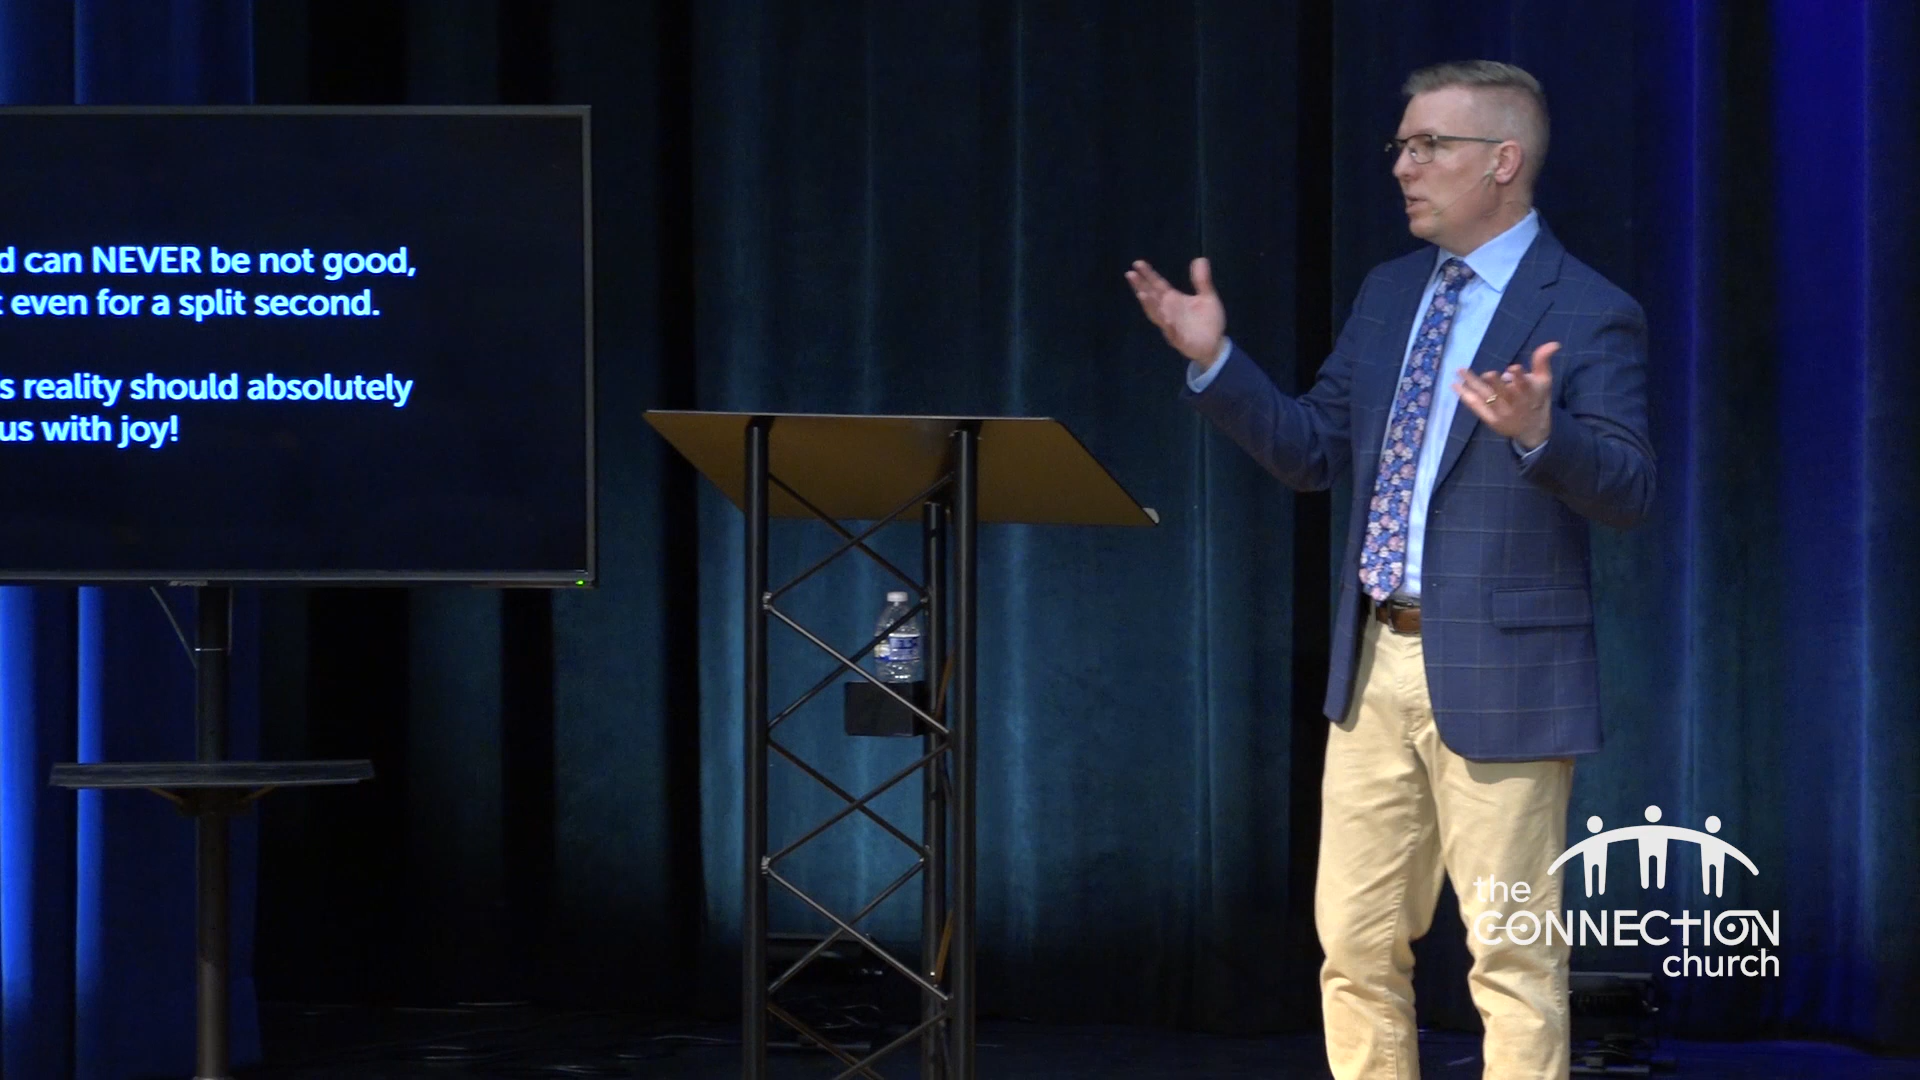 d can NEVER be not good,
t even for a split second.
s reality should absolutely
us with joy!
the
CONNECTION
church